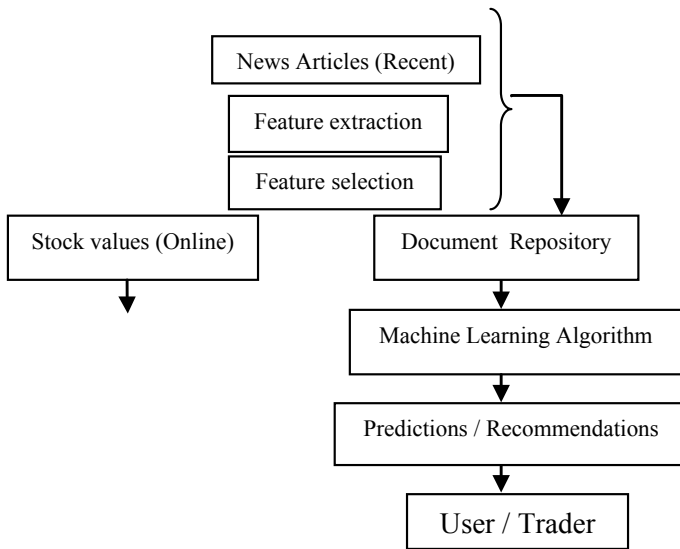 News Articles (Recent)
Feature extraction
Feature selection
Stock values (Online)
Document Repository
Machine Learning Algorithm
Predictions / Recommendations
User / Trader